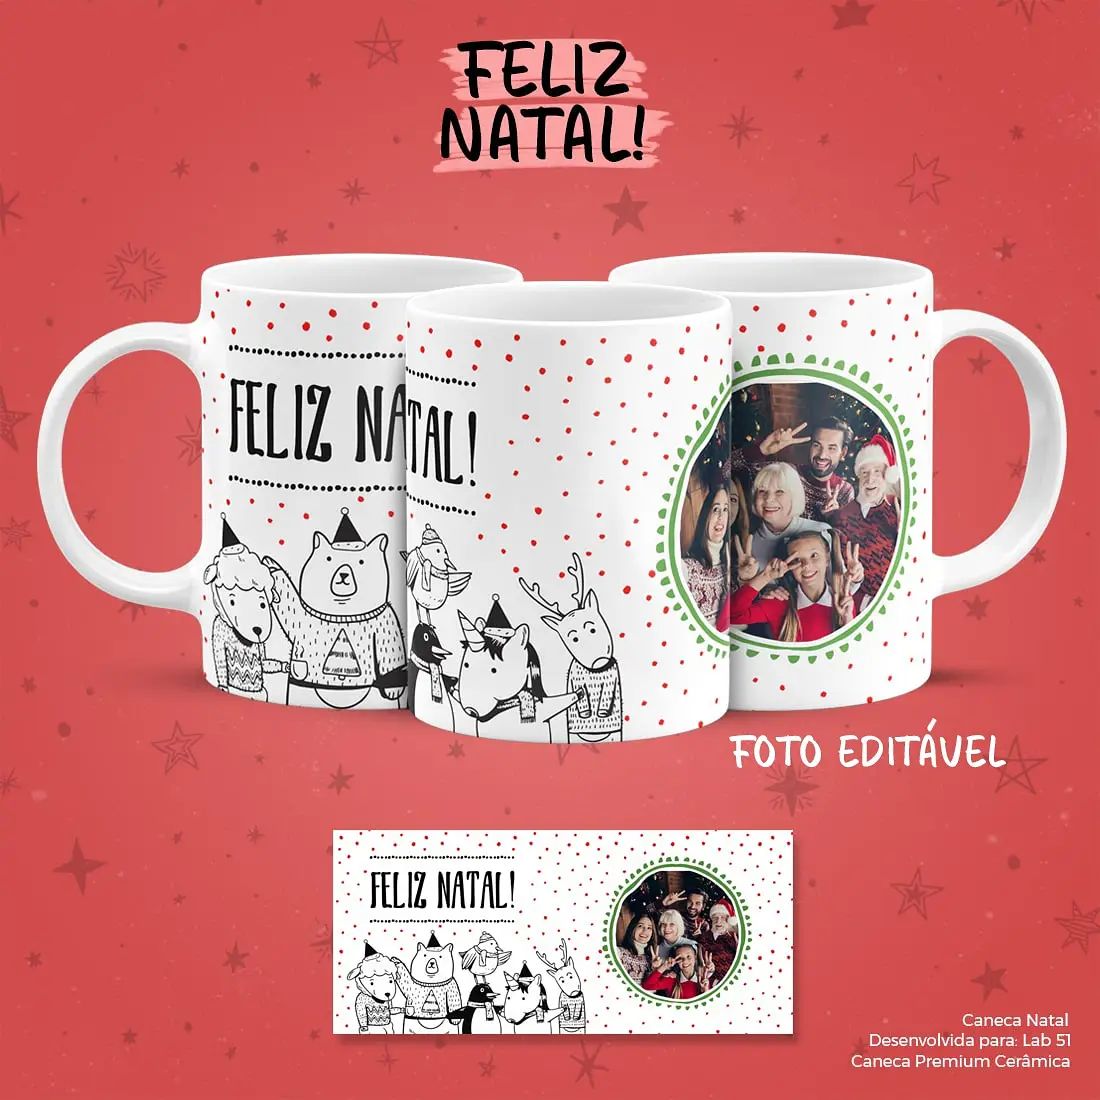 FELIZ
NATAL!
FELIZ NA
TAL!
FOTO EDITÁVEL
FELIZ NATAL!
Caneca Natal
Desenvolvida para: Lab 51
Caneca Premium Cerâmica